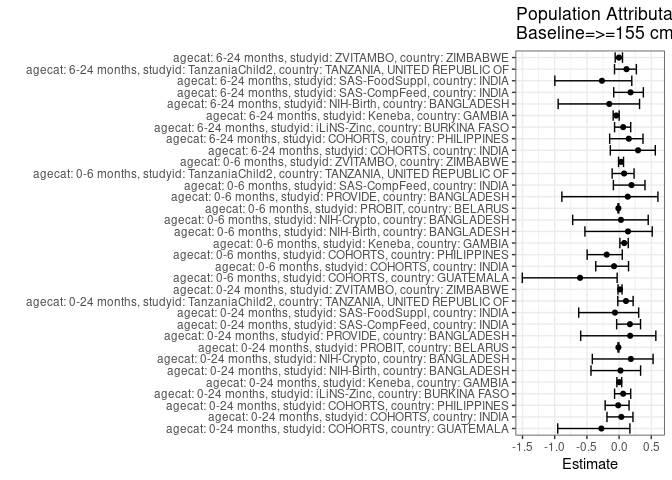 Population Attributa
Baseline=>=155 cm
agecat: 6-24 months, studyid: ZVITAMBO, country: ZIMBABWE
agecat: 6-24 months, studyid: TanzaniaChild2, country: TANZANIA, UNITED REPUBLIC OF
agecat: 6-24 months, studyid: SAS-FoodSuppl, country: INDIA
agecat: 6-24 months, studyid: SAS-CompFeed, country: INDIA
agecat: 6-24 months, studyid: NIH-Birth, country: BANGLADESH
agecat: 6-24 months, studyid: Keneba, country: GAMBIA
agecat: 6-24 months, studyid: iLiNS-Zinc, country: BURKINA FASO
agecat: 6-24 months, studyid: COHORTS, country: PHILIPPINES
agecat: 6-24 months, studyid: COHORTS, country: INDIA
agecat: 0-6 months, studyid: ZVITAMBO, country: ZIMBABWE
agecat: 0-6 months, studyid: TanzaniaChild2, country: TANZANIA, UNITED REPUBLIC OF
agecat: 0-6 months, studyid: SAS-CompFeed, country: INDIA
agecat: 0-6 months, studyid: PROVIDE, country: BANGLADESH
agecat: 0-6 months, studyid: PROBIT, country: BELARUS
agecat: 0-6 months, studyid: NIH-Crypto, country: BANGLADESH
agecat: 0-6 months, studyid: NIH-Birth, country: BANGLADESH
agecat: 0-6 months, studyid: Keneba, country: GAMBIA
agecat: 0-6 months, studyid: COHORTS, country: PHILIPPINES
agecat: 0-6 months, studyid: COHORTS, country: INDIA
agecat: 0-6 months, studyid: COHORTS, country: GUATEMALA
agecat: 0-24 months, studyid: ZVITAMBO, country: ZIMBABWE
agecat: 0-24 months, studyid: TanzaniaChild2, country: TANZANIA, UNITED REPUBLIC OF
agecat: 0-24 months, studyid: SAS-FoodSuppl, country: INDIA
agecat: 0-24 months, studyid: SAS-CompFeed, country: INDIA
agecat: 0-24 months, studyid: PROVIDE, country: BANGLADESH
agecat: 0-24 months, studyid: PROBIT, country: BELARUS
agecat: 0-24 months, studyid: NIH-Crypto, country: BANGLADESH
agecat: 0-24 months, studyid: NIH-Birth, country: BANGLADESH
agecat: 0-24 months, studyid: Keneba, country: GAMBIA
agecat: 0-24 months, studyid: iLiNS-Zinc, country: BURKINA FASO
agecat: 0-24 months, studyid: COHORTS, country: PHILIPPINES
agecat: 0-24 months, studyid: COHORTS, country: INDIA
agecat: 0-24 months, studyid: COHORTS, country: GUATEMALA
-1.5 -1.0 -0.5 0.0 0.5
Estimate